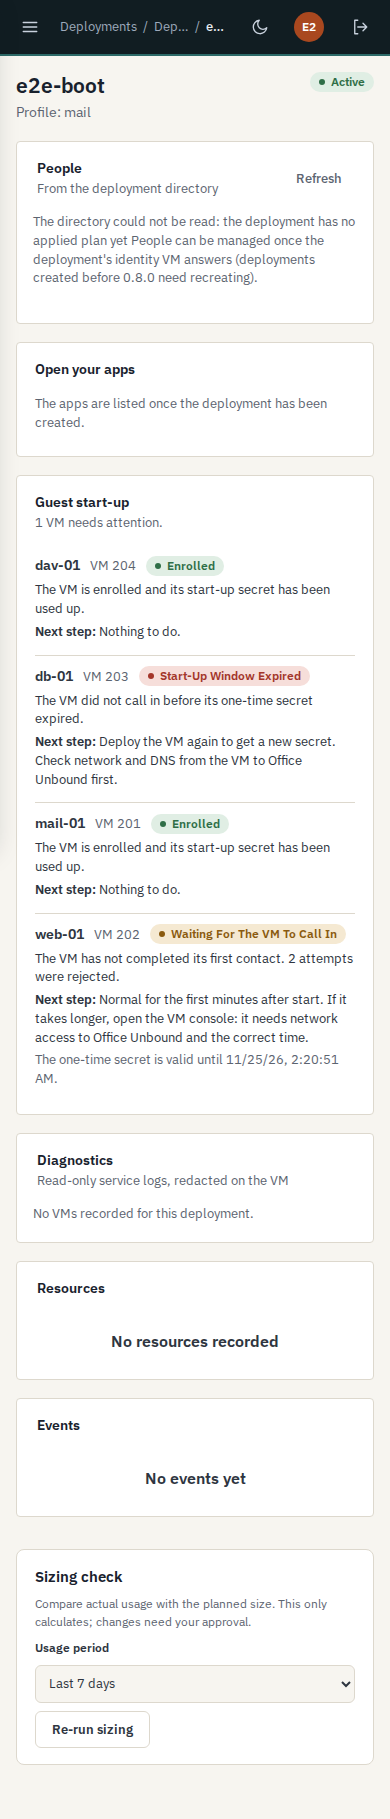 Deployments / Dep... / e...
E2
e2e-boot
Active
Profile: mail
People
From the deployment directory
Refresh
The directory could not be read: the deployment has no
applied plan yet People can be managed once the
deployment's identity VM answers (deployments
created before 0.8.0 need recreating).
Open your apps
The apps are listed once the deployment has been
created.
Guest start-up
1 VM needs attention.
dav-01 VM 204 Enrolled
The VM is enrolled and its start-up secret has been
used up.
Next step: Nothing to do.
db-01 VM 203 Start-Up Window Expired
The VM did not call in before its one-time secret
expired.
Next step: Deploy the VM again to get a new secret.
Check network and DNS from the VM to Office
Unbound first.
mail-01 VM 201 Enrolled
The VM is enrolled and its start-up secret has been
used up.
Next step: Nothing to do.
web-01 VM 202 Waiting For The VM To Call In
The VM has not completed its first contact. 2 attempts
were rejected.
Next step: Normal for the first minutes after start. If it
takes longer, open the VM console: it needs network
access to Office Unbound and the correct time.
The one-time secret is valid until 11/25/26, 2:20:51
AM.
Diagnostics
Read-only service logs, redacted on the VM
No VMs recorded for this deployment.
Resources
No resources recorded
Events
No events yet
Sizing check
Compare actual usage with the planned size. This only
calculates; changes need your approval.
Usage period
Last 7 days
Re-run sizing